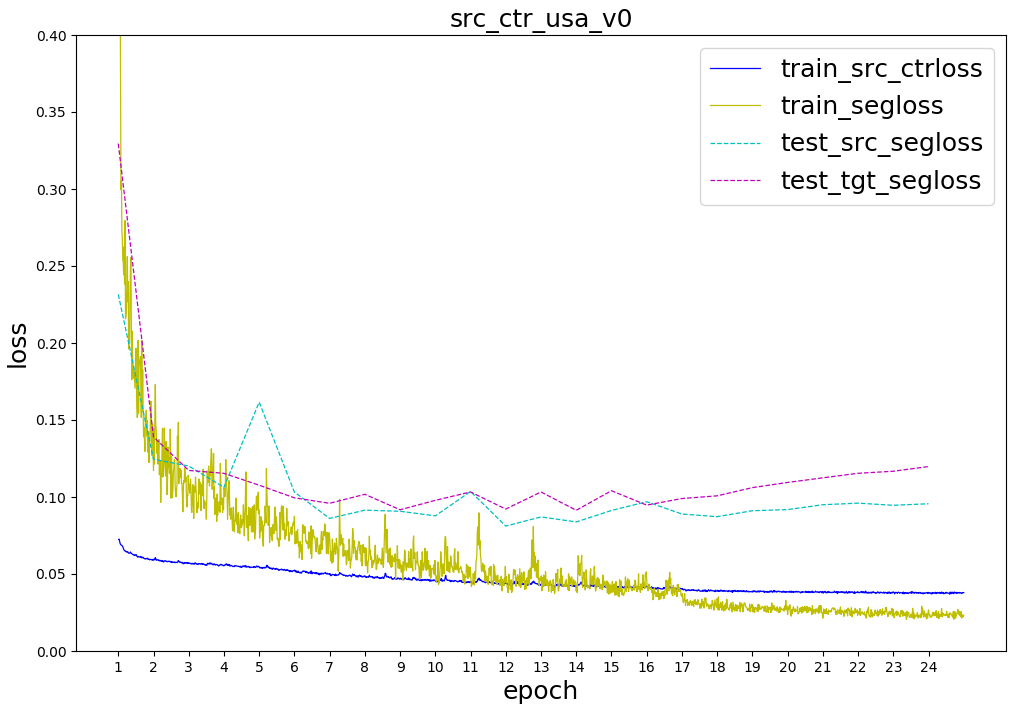 src_ctr_usa_v0
train_src_ctrloss
train_segloss
test_src_segloss
test_tgt_segloss
0.40
0.35
0.30
0.25
0.20
0.15
0.10
0.05
0.00
loss
1 2 3 4 5 6 7 8 9 10 11 12 13 14 15 16 17 18 19 20 21 22 23 24
epoch